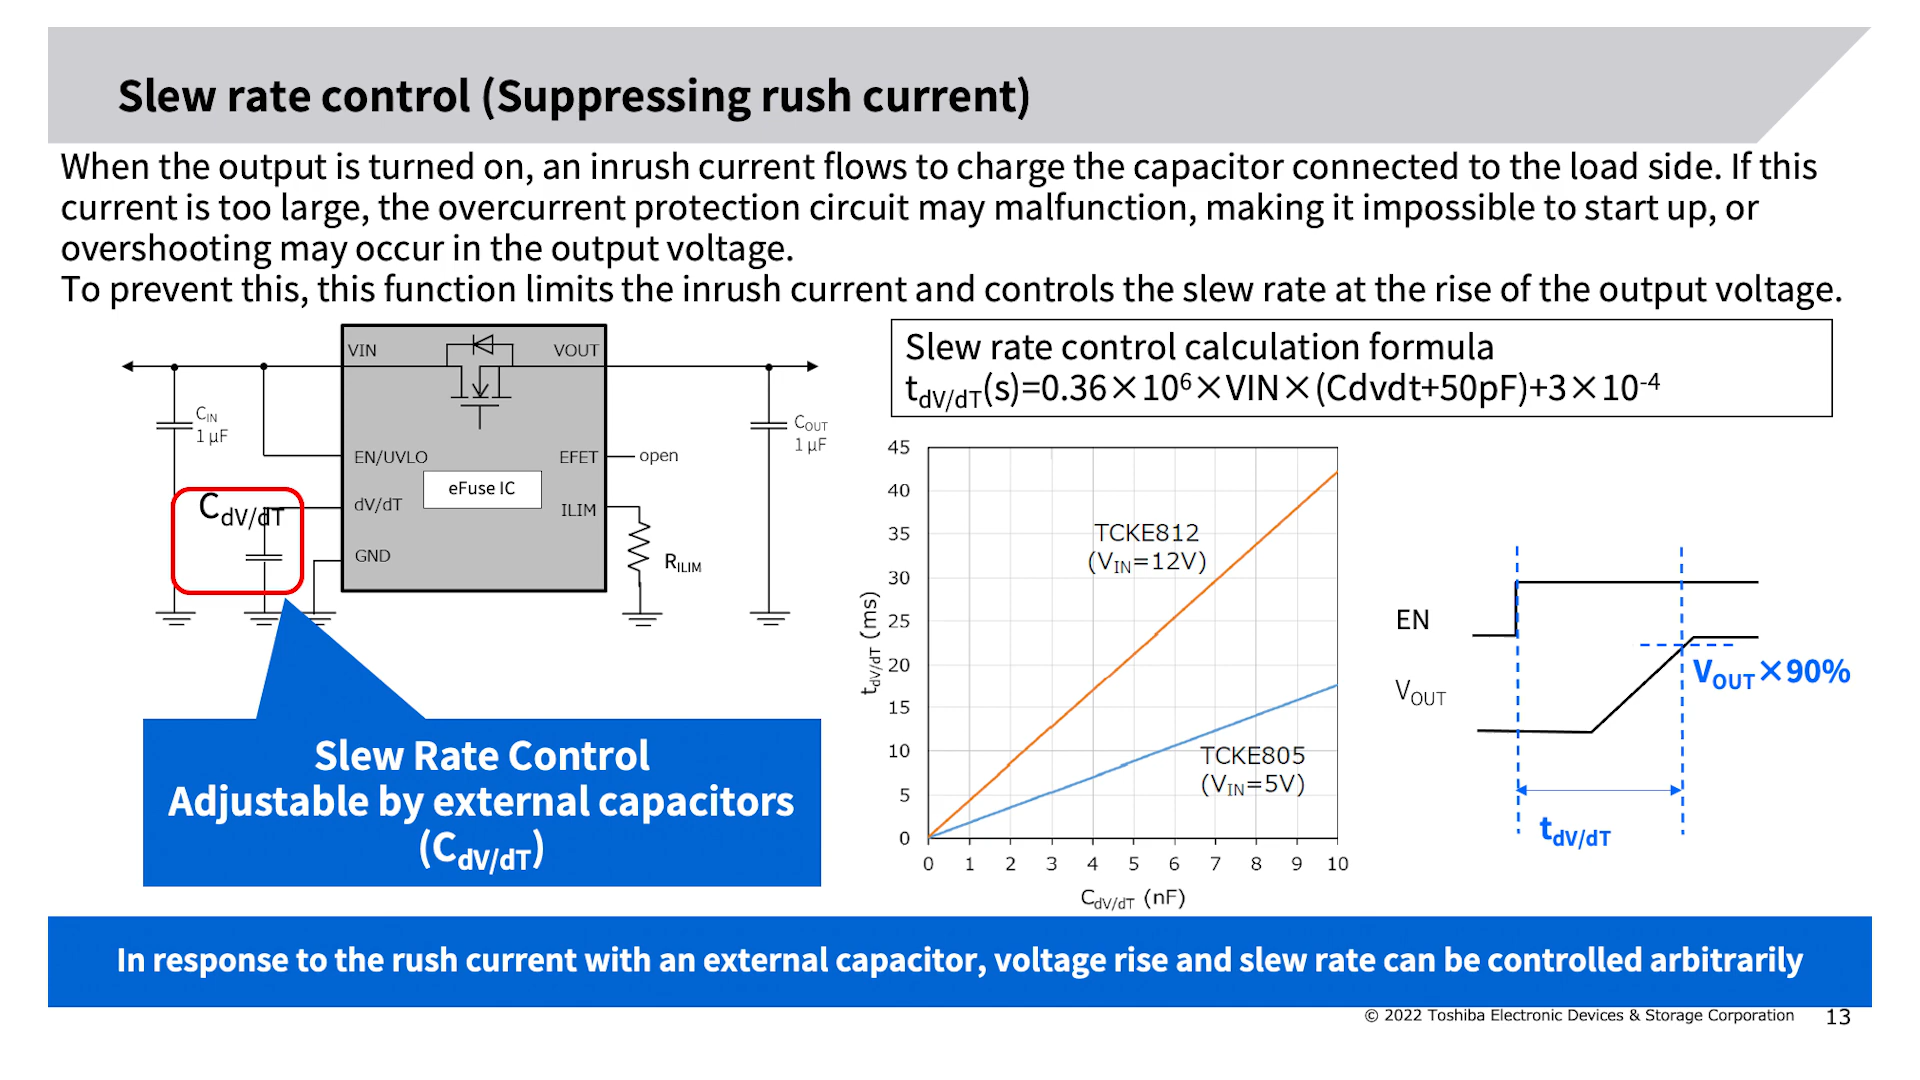 Slew rate control (Suppressing rush current)
When the output is turned on, an inrush current flows to charge the capacitor connected to the load side. If this
current is too large, the overcurrent protection circuit may malfunction, making it impossible to start up, or
overshooting may occur in the output voltage.
To prevent this, this function limits the inrush current and controls the slew rate at the rise of the output voltage.
VIN
VOUT
CIN
1 μF
COUT
1 μF
EN/UVLO
EFET
open
eFuse IC
CdV/dT
dV/dT
ILIM
GND
RILIM
Slew Rate Control
Adjustable by external capacitors
(CdV/dT)
Slew rate control calculation formula
tdV/dT(s)=0.36×10⁶×VIN×(Cdvdt+50pF)+3×10⁻⁴
45
40
35
30
25
20
15
10
5
0
tdV/dT (ms)
TCKE812
(VIN=12V)
TCKE805
(VIN=5V)
0 1 2 3 4 5 6 7 8 9 10
CdV/dT (nF)
EN
VOUT
VOUT×90%
tdV/dT
In response to the rush current with an external capacitor, voltage rise and slew rate can be controlled arbitrarily
© 2022 Toshiba Electronic Devices & Storage Corporation 13